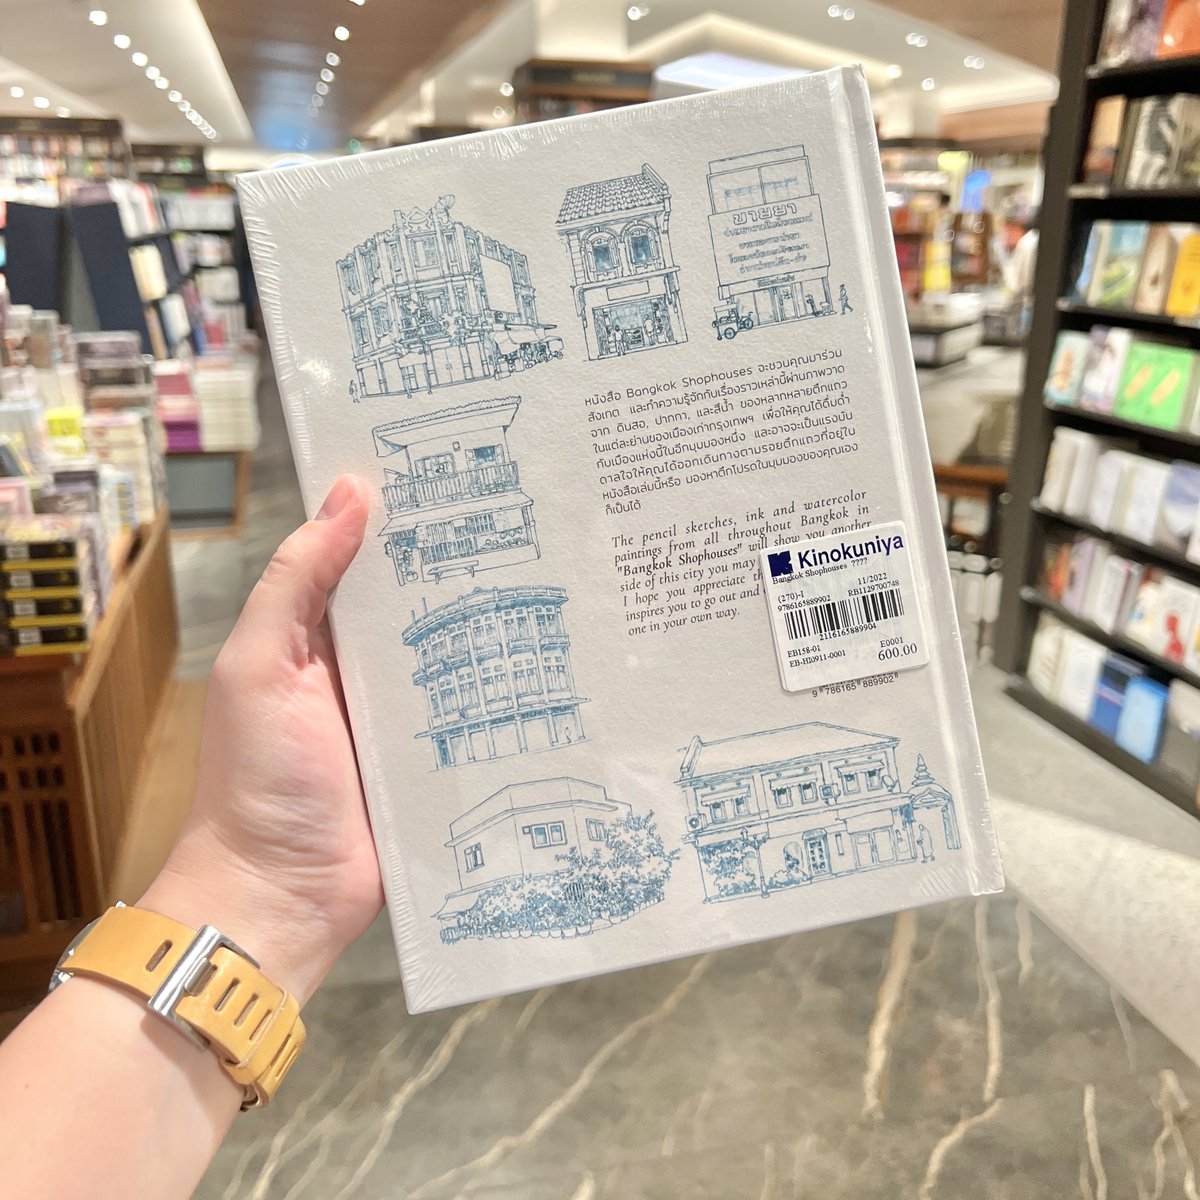 ขายยา
หนังสือ Bangkok Shophouses จะชวนคุณมาร่วม
สังเกต และทำความรู้จักกับเรื่องราวเหล่านี้ผ่านภาพวาด
จาก ดินสอ, ปากกา, และสีน้ำ ของหลากหลายตึกแถว
ในแต่ละย่านของเมืองเก่ากรุงเทพฯ เพื่อให้คุณได้ดื่มด่ำ
กับเมืองแห่งนี้ในอีกมุมมองหนึ่ง และอาจจะเป็นแรงบัน
ดาลใจให้คุณได้ออกเดินทางตามรอยตึกแถวที่อยู่ใน
หนังสือเล่มนี้หรือ มองหาตึกโปรดในมุมมองของคุณเอง
ก็เป็นได้
The pencil sketches, ink and watercolor
paintings from all throughout Bangkok in
"Bangkok Shophouses" will show you another
side of this city you may
I hope you appreciate
inspires you to go out and
one in your own way.
Kinokuniya
Bangkok Shophouses ????
(270)-I 11/2022
9786165889902 RB1129700748
2116165889904
EB158-01 E0001
EB-HI0911-0001 600.00
9 786165 889902